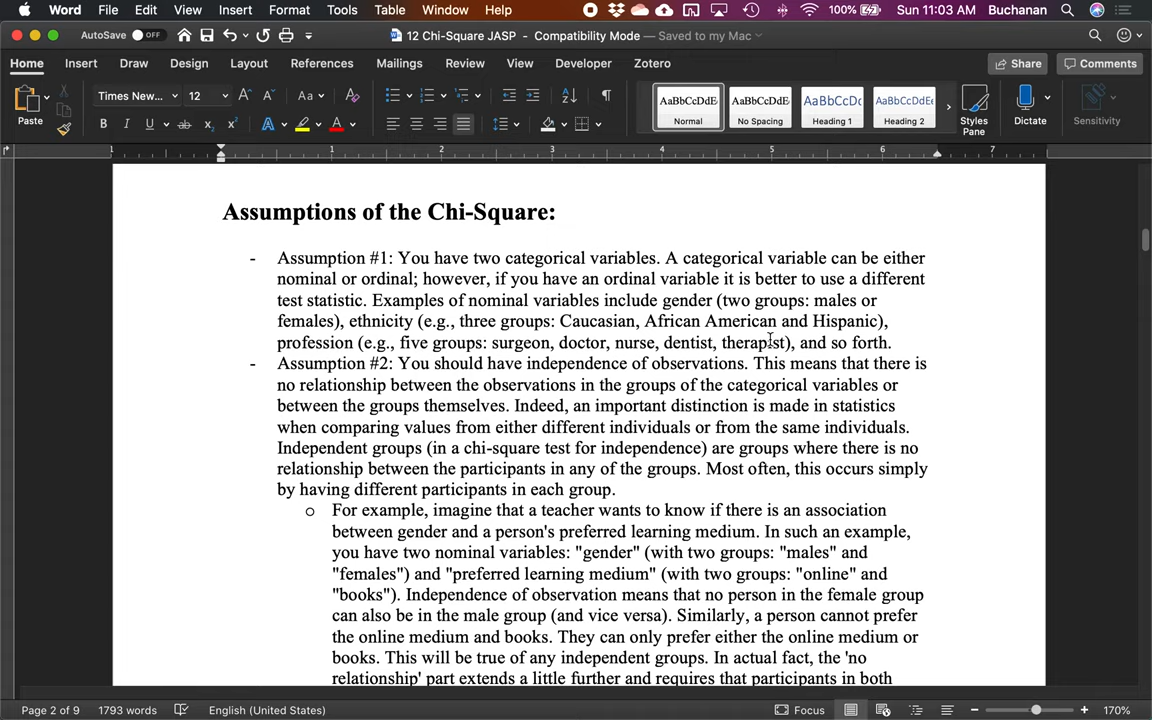 Word File Edit View Insert Format Tools Table Window Help 100% Sun 11:03 AM Buchanan
AutoSave OFF 12 Chi-Square JASP - Compatibility Mode — Saved to my Mac
Home Insert Draw Design Layout References Mailings Review View Developer Zotero Share Comments
Times New... 12 AaBbCcDdE AaBbCcDdE AaBbCcDc AaBbCcDdEe
Paste Normal No Spacing Heading 1 Heading 2 Styles Pane Dictate Sensitivity
1 1 2 3 4 5 6 7
Assumptions of the Chi-Square:
- Assumption #1: You have two categorical variables. A categorical variable can be either
nominal or ordinal; however, if you have an ordinal variable it is better to use a different
test statistic. Examples of nominal variables include gender (two groups: males or
females), ethnicity (e.g., three groups: Caucasian, African American and Hispanic),
profession (e.g., five groups: surgeon, doctor, nurse, dentist, therapist), and so forth.
- Assumption #2: You should have independence of observations. This means that there is
no relationship between the observations in the groups of the categorical variables or
between the groups themselves. Indeed, an important distinction is made in statistics
when comparing values from either different individuals or from the same individuals.
Independent groups (in a chi-square test for independence) are groups where there is no
relationship between the participants in any of the groups. Most often, this occurs simply
by having different participants in each group.
o For example, imagine that a teacher wants to know if there is an association
between gender and a person's preferred learning medium. In such an example,
you have two nominal variables: "gender" (with two groups: "males" and
"females") and "preferred learning medium" (with two groups: "online" and
"books"). Independence of observation means that no person in the female group
can also be in the male group (and vice versa). Similarly, a person cannot prefer
the online medium and books. They can only prefer either the online medium or
books. This will be true of any independent groups. In actual fact, the 'no
relationship' part extends a little further and requires that participants in both
Page 2 of 9 1793 words English (United States) Focus 170%